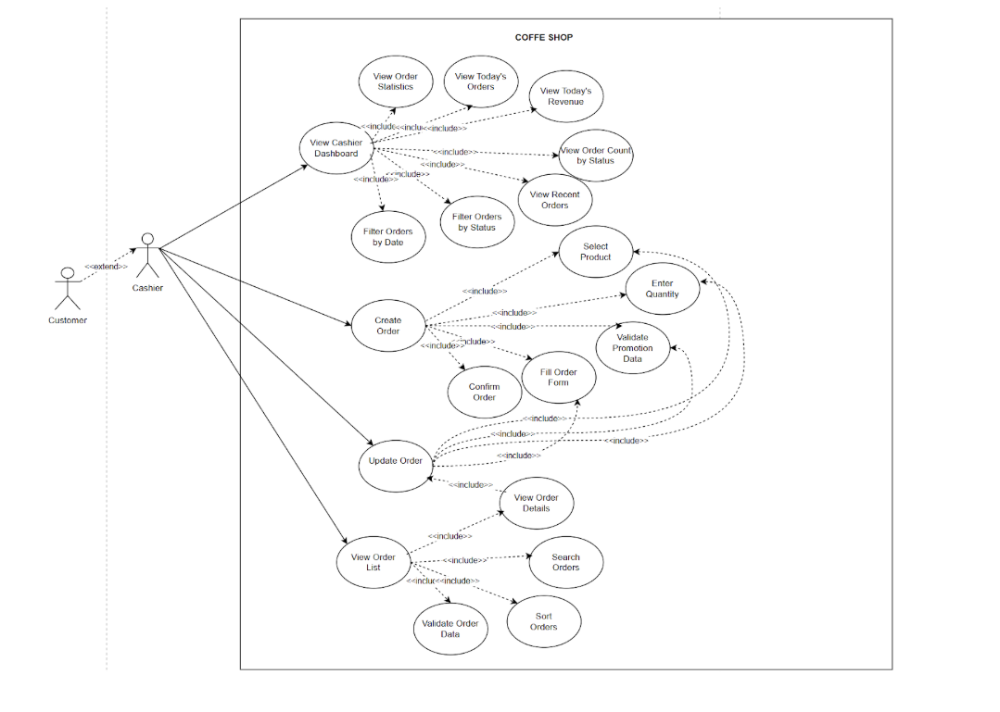 COFFE SHOP
View Order
Statistics
View Today's
Orders
View Today's
Revenue
<<include>>
<<include>>
<<include>>
View Cashier
Dashboard
<<include>>
View Order Count
by Status
<<include>>
<<include>>
<<include>>
View Recent
Orders
Filter Orders
by Date
Filter Orders
by Status
<<extend>>
Cashier
Customer
Select
Product
Enter
Quantity
<<include>>
<<include>>
<<include>>
Create
Order
Validate
Promotion
Data
<<include>>
<<include>>
Fill Order
Form
Confirm
Order
<<include>>
<<include>>
<<include>>
<<include>>
Update Order
<<include>>
View Order
Details
<<include>>
View Order
List
<<include>>
Search
Orders
<<include>>
<<include>>
Validate Order
Data
Sort
Orders